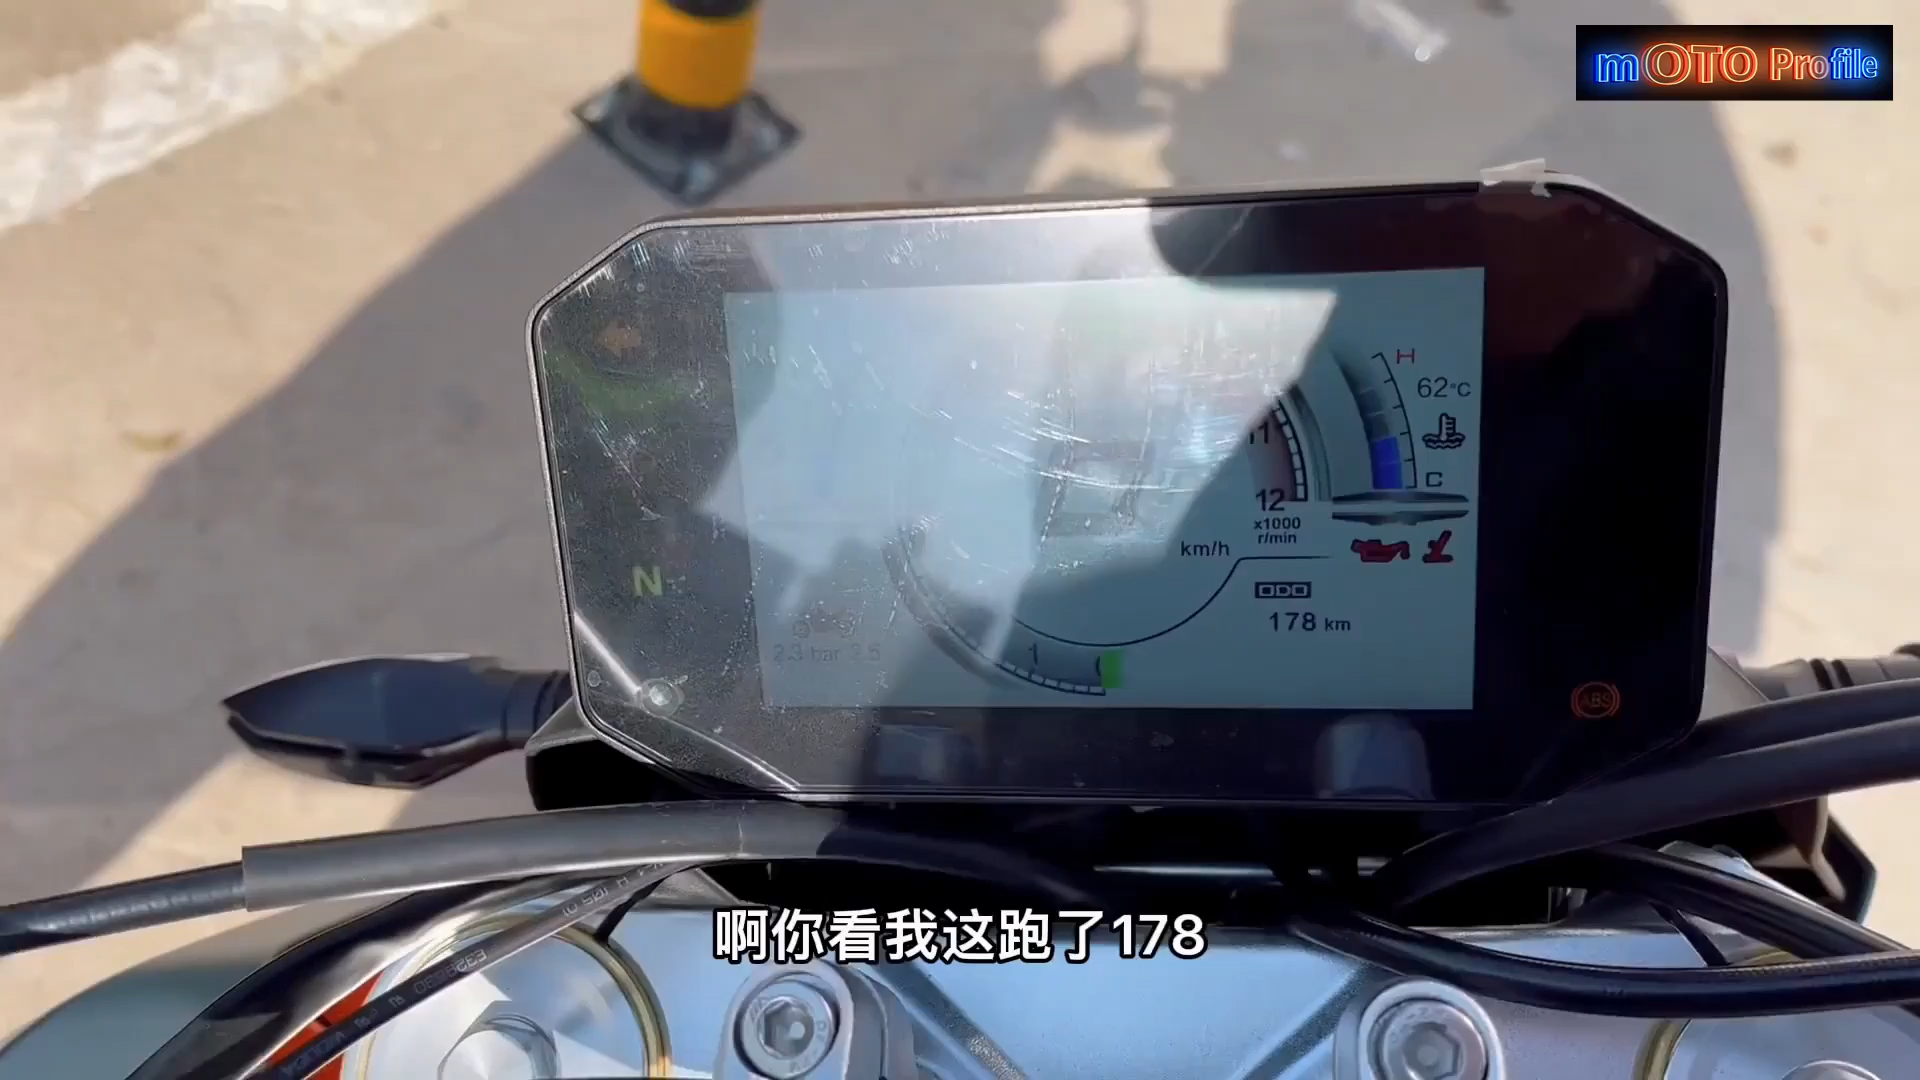 mOTO Profile
H
62°C
11
C
12
x1000
r/min
km/h
ODO
N
178 km
2.3 bar 2.5
1
ABS
啊你看我这跑了178